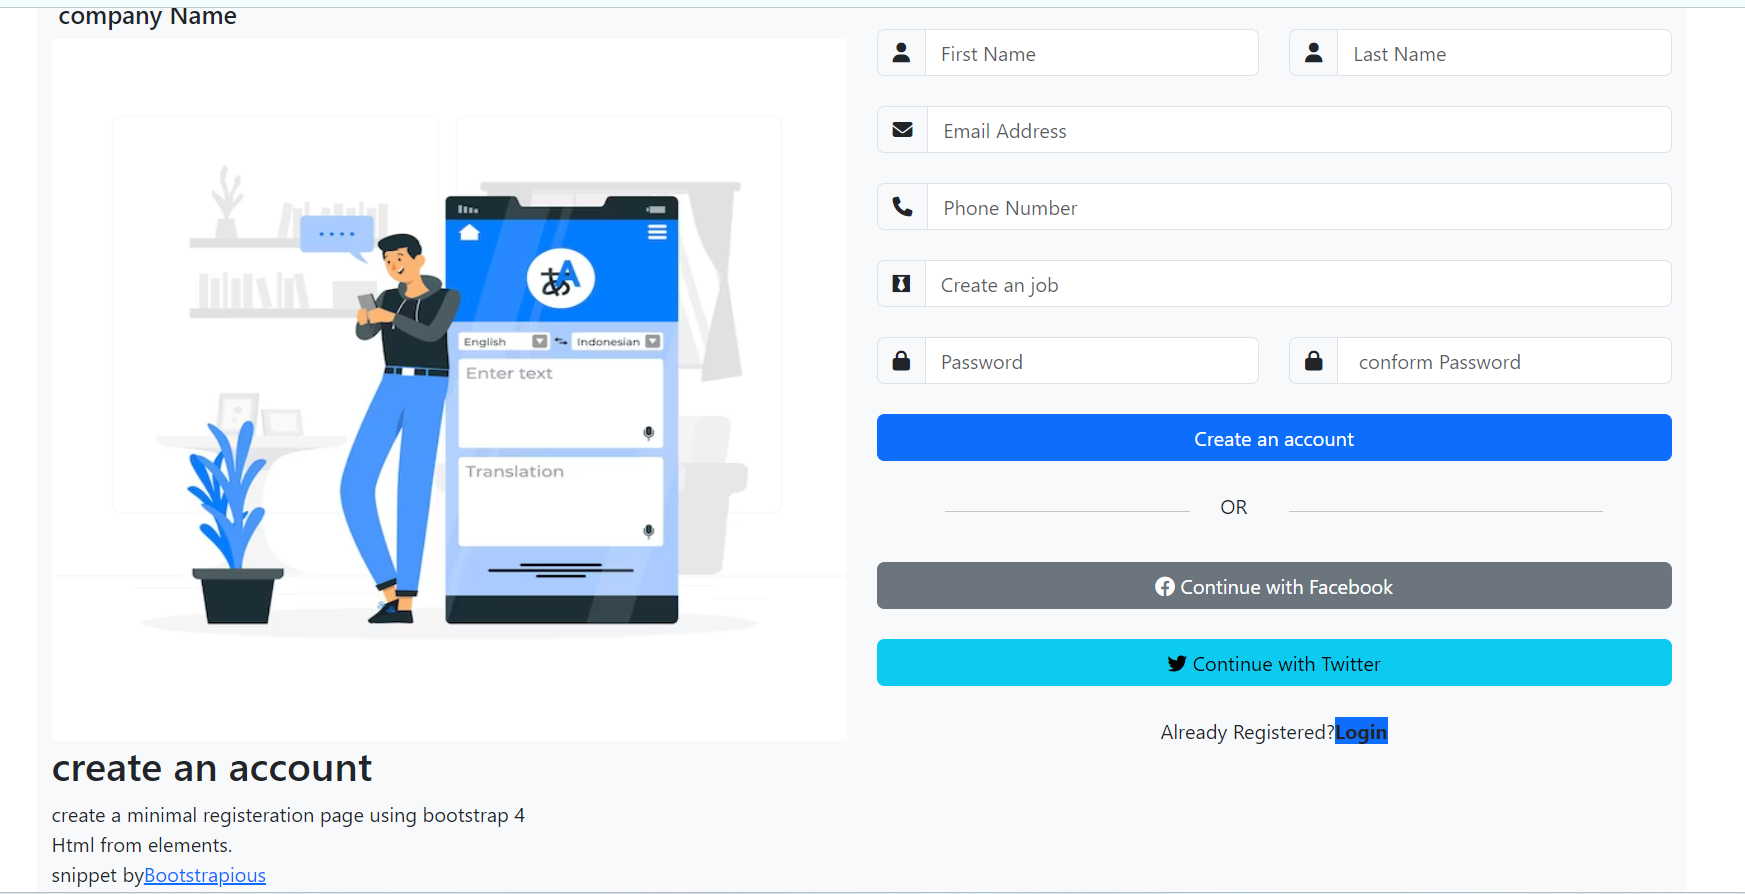 company Name
English
Indonesian
Enter text
Translation
あA
create an account
create a minimal registeration page using bootstrap 4
Html from elements.
snippet byBootstrapious
First Name
Last Name
Email Address
Phone Number
Create an job
Password
conform Password
Create an account
OR
Continue with Facebook
Continue with Twitter
Already Registered?Login